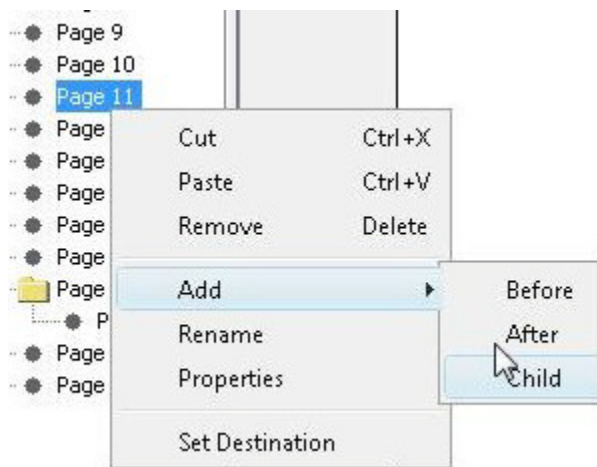 Page 9
Page 10
Page 11
Page
Page
Page
Page
Page
Page
P
Page
Page
Cut Ctrl+X
Paste Ctrl+V
Remove Delete
Add
Rename
Properties
Set Destination
Before
After
Child